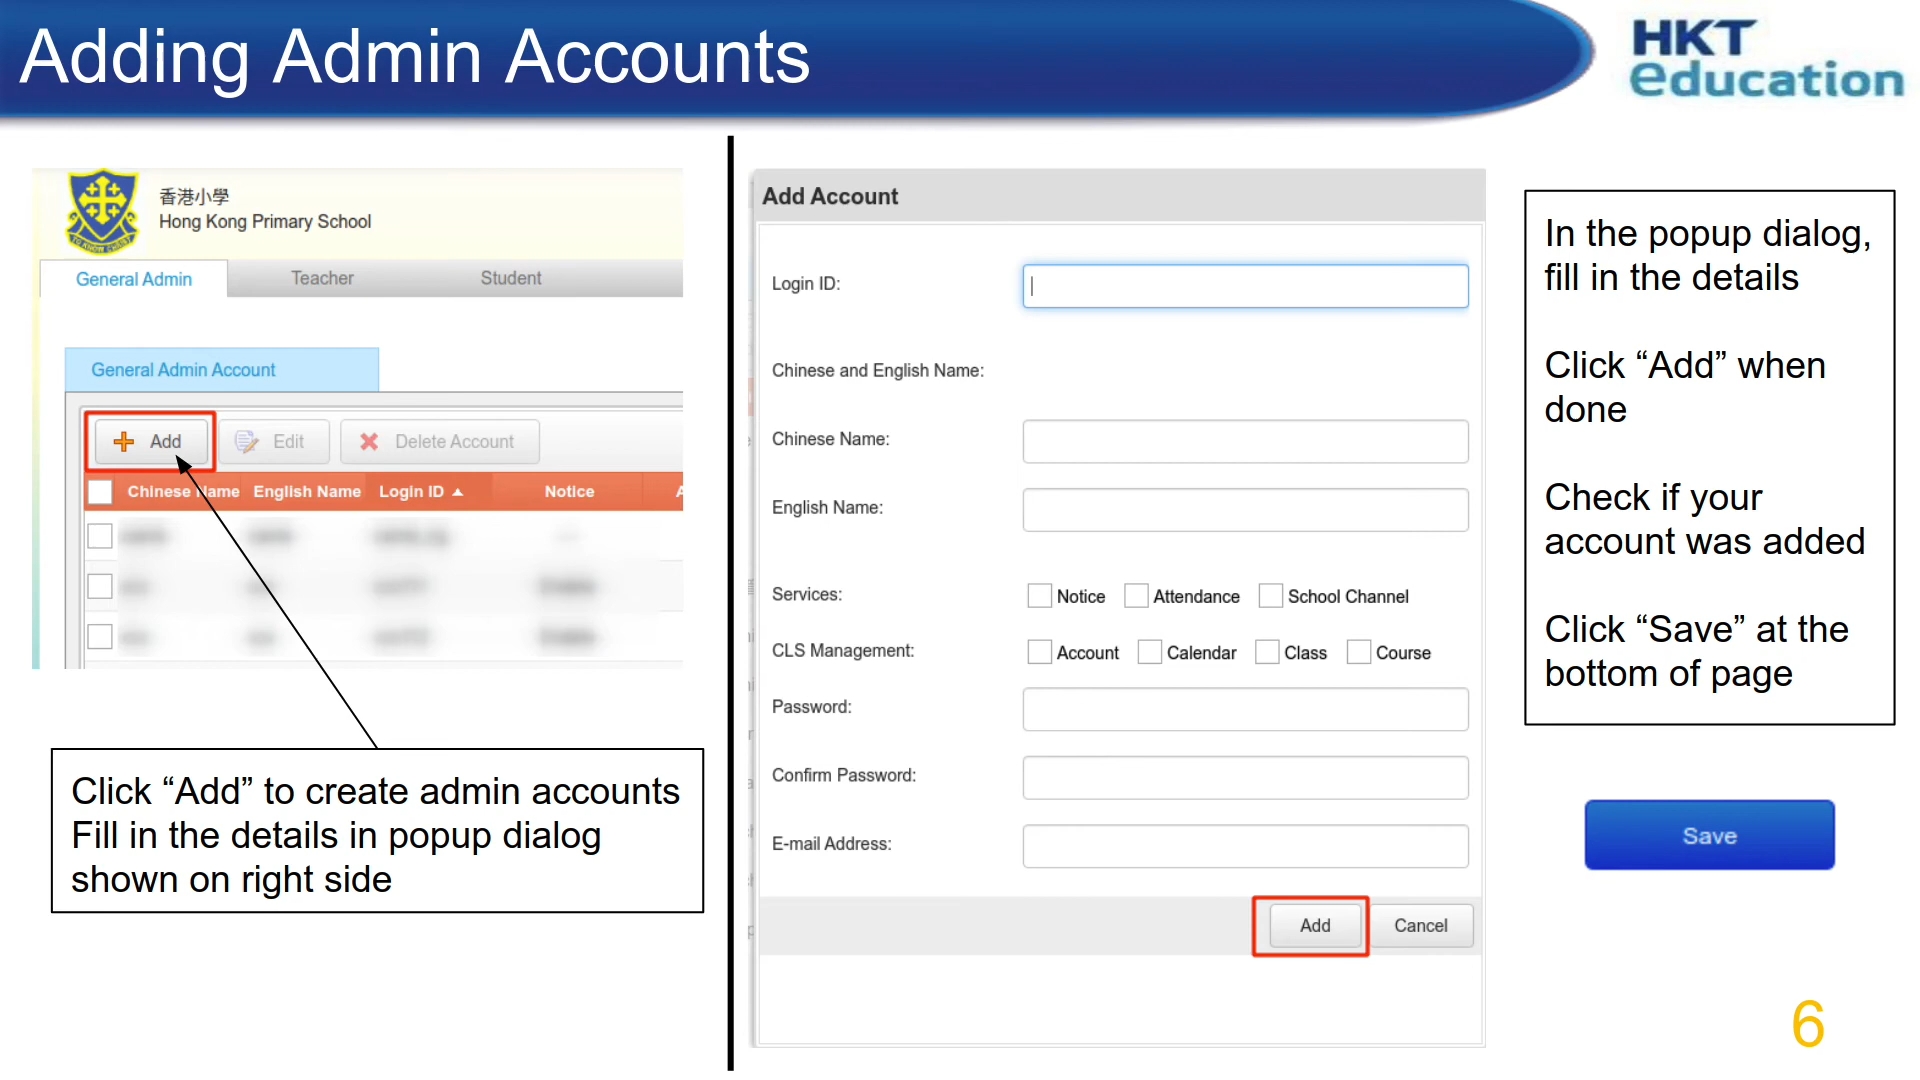 Adding Admin Accounts
HKT
education
香港小學
Hong Kong Primary School
General Admin Teacher Student
General Admin Account
Add Edit Delete Account
Chinese Name English Name Login ID Notice
Click “Add” to create admin accounts
Fill in the details in popup dialog
shown on right side
Add Account
Login ID:
Chinese and English Name:
Chinese Name:
English Name:
Services: Notice Attendance School Channel
CLS Management: Account Calendar Class Course
Password:
Confirm Password:
E-mail Address:
Add Cancel
In the popup dialog,
fill in the details
Click “Add” when
done
Check if your
account was added
Click “Save” at the
bottom of page
Save
6